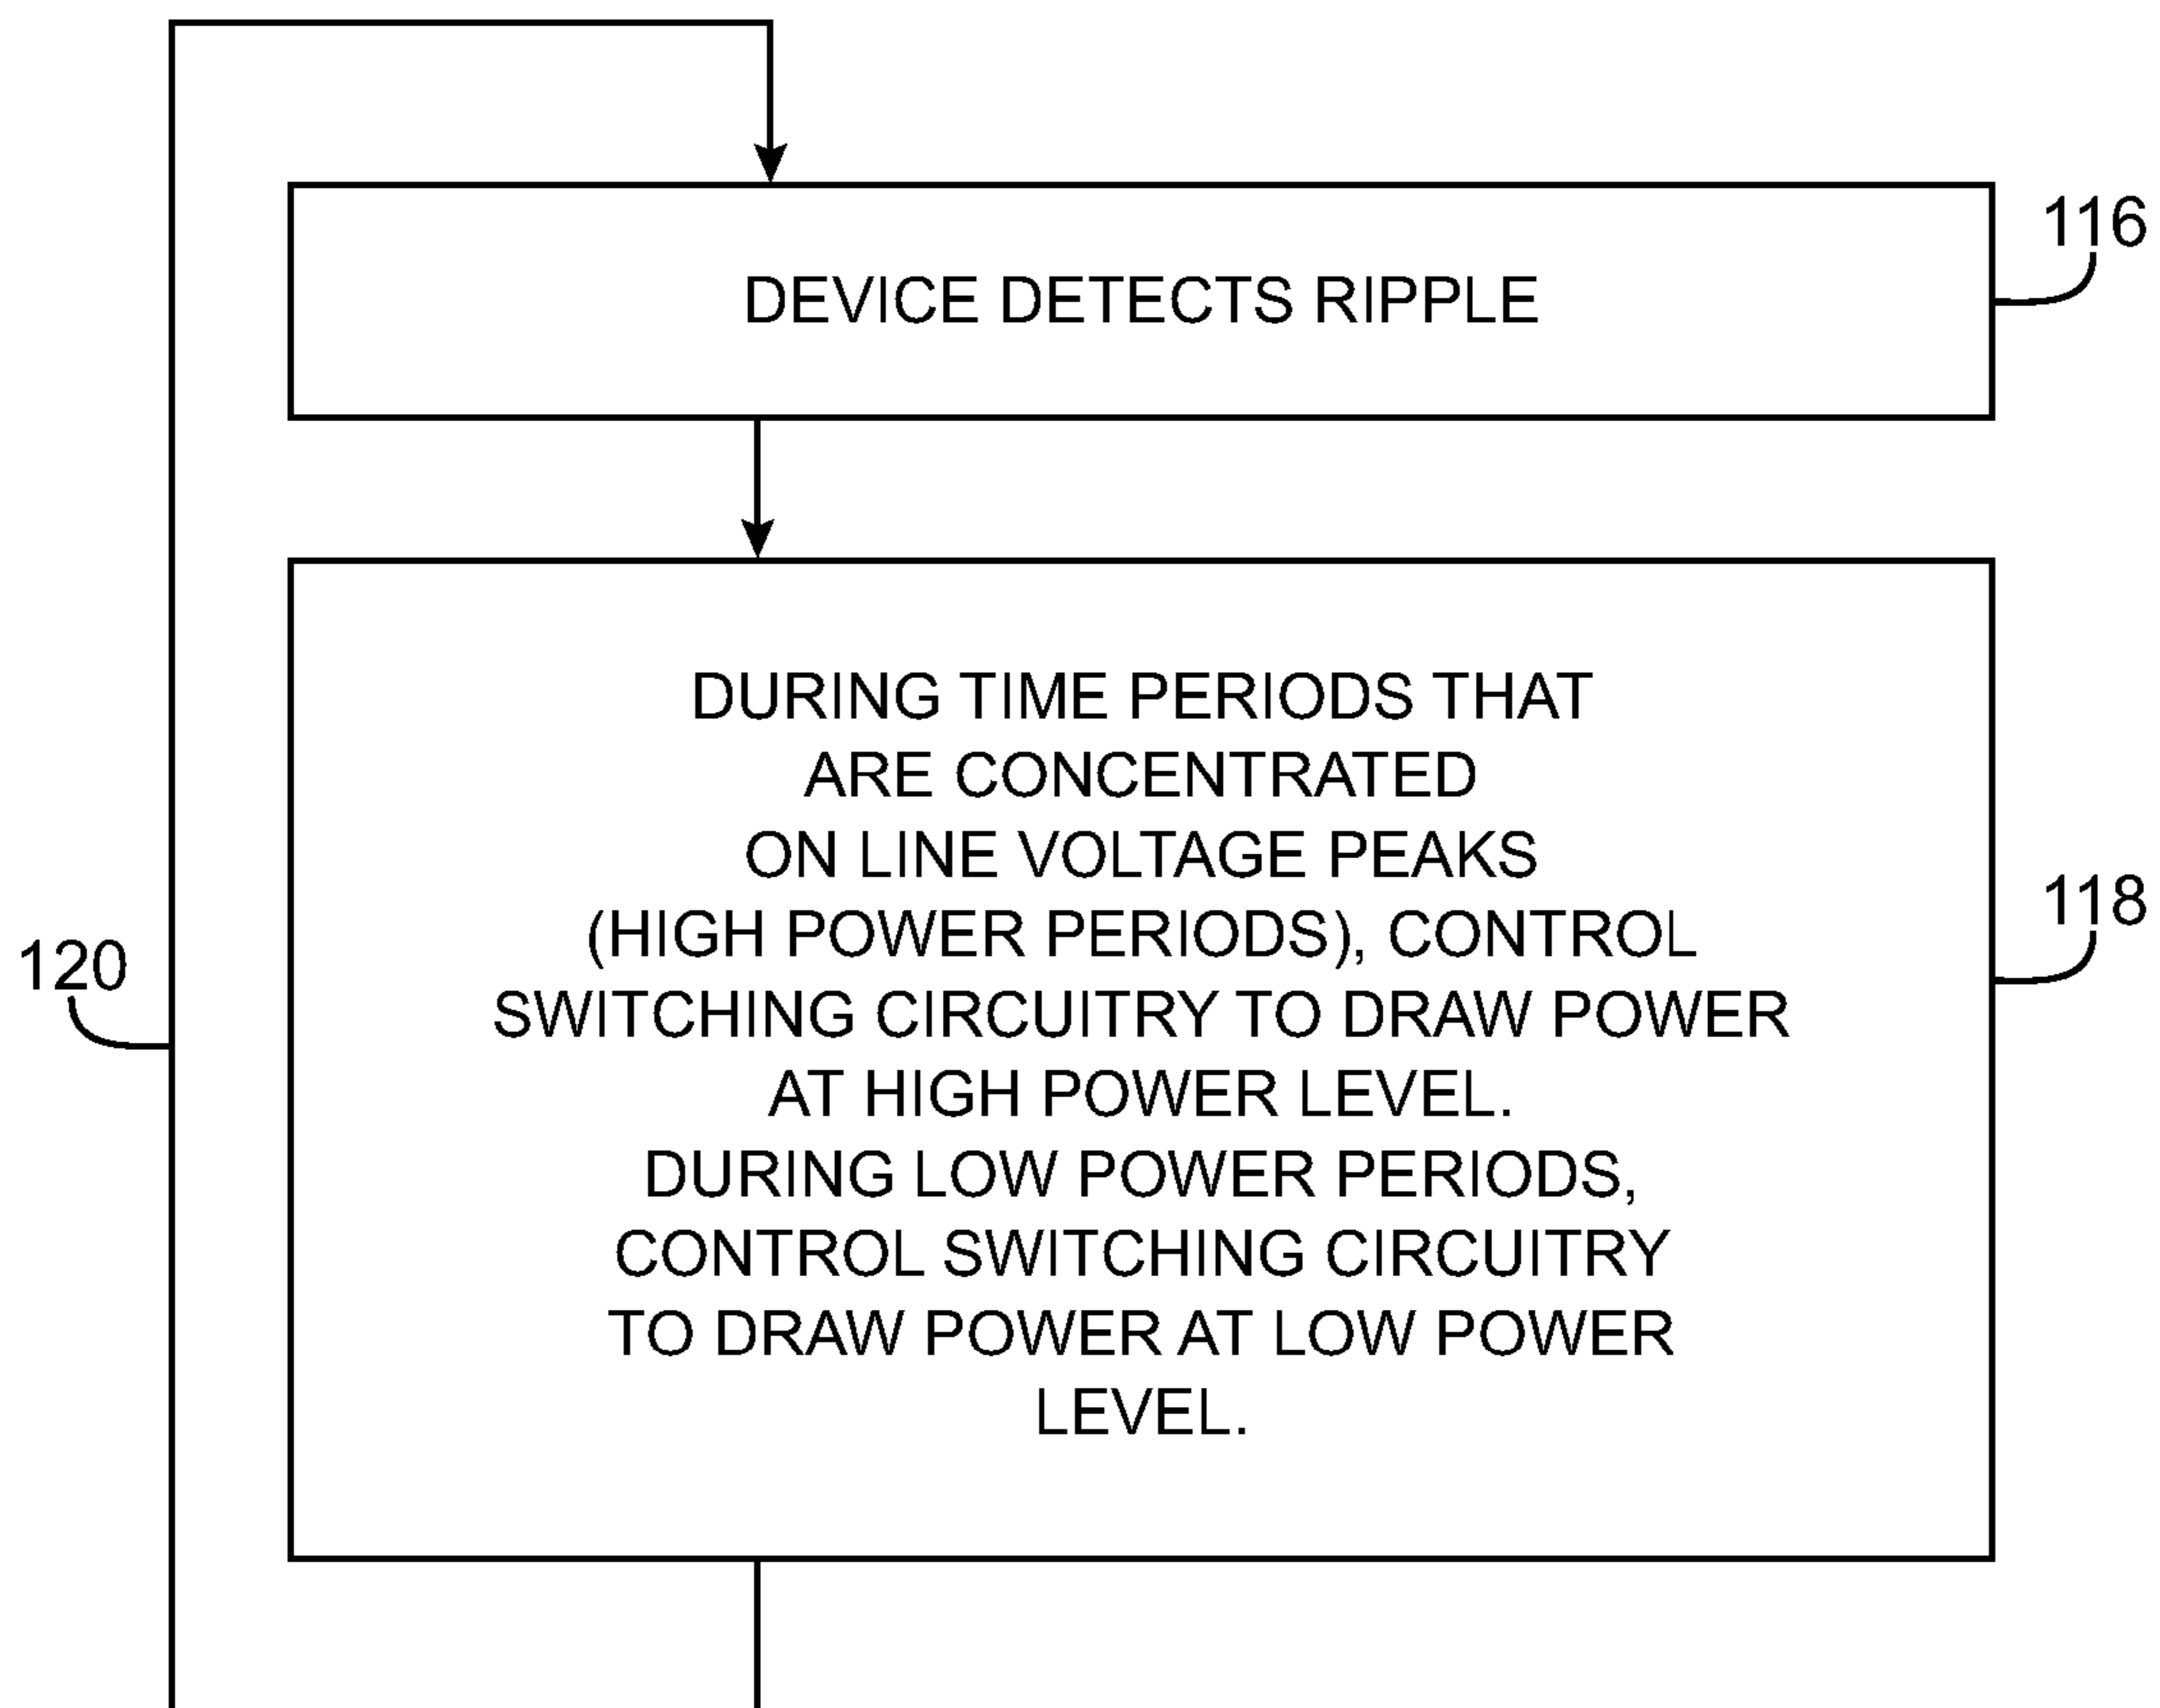 116
DEVICE DETECTS RIPPLE
DURING TIME PERIODS THAT
ARE CONCENTRATED
ON LINE VOLTAGE PEAKS
(HIGH POWER PERIODS), CONTROL
SWITCHING CIRCUITRY TO DRAW POWER
AT HIGH POWER LEVEL.
DURING LOW POWER PERIODS,
CONTROL SWITCHING CIRCUITRY
TO DRAW POWER AT LOW POWER
LEVEL.
118
120